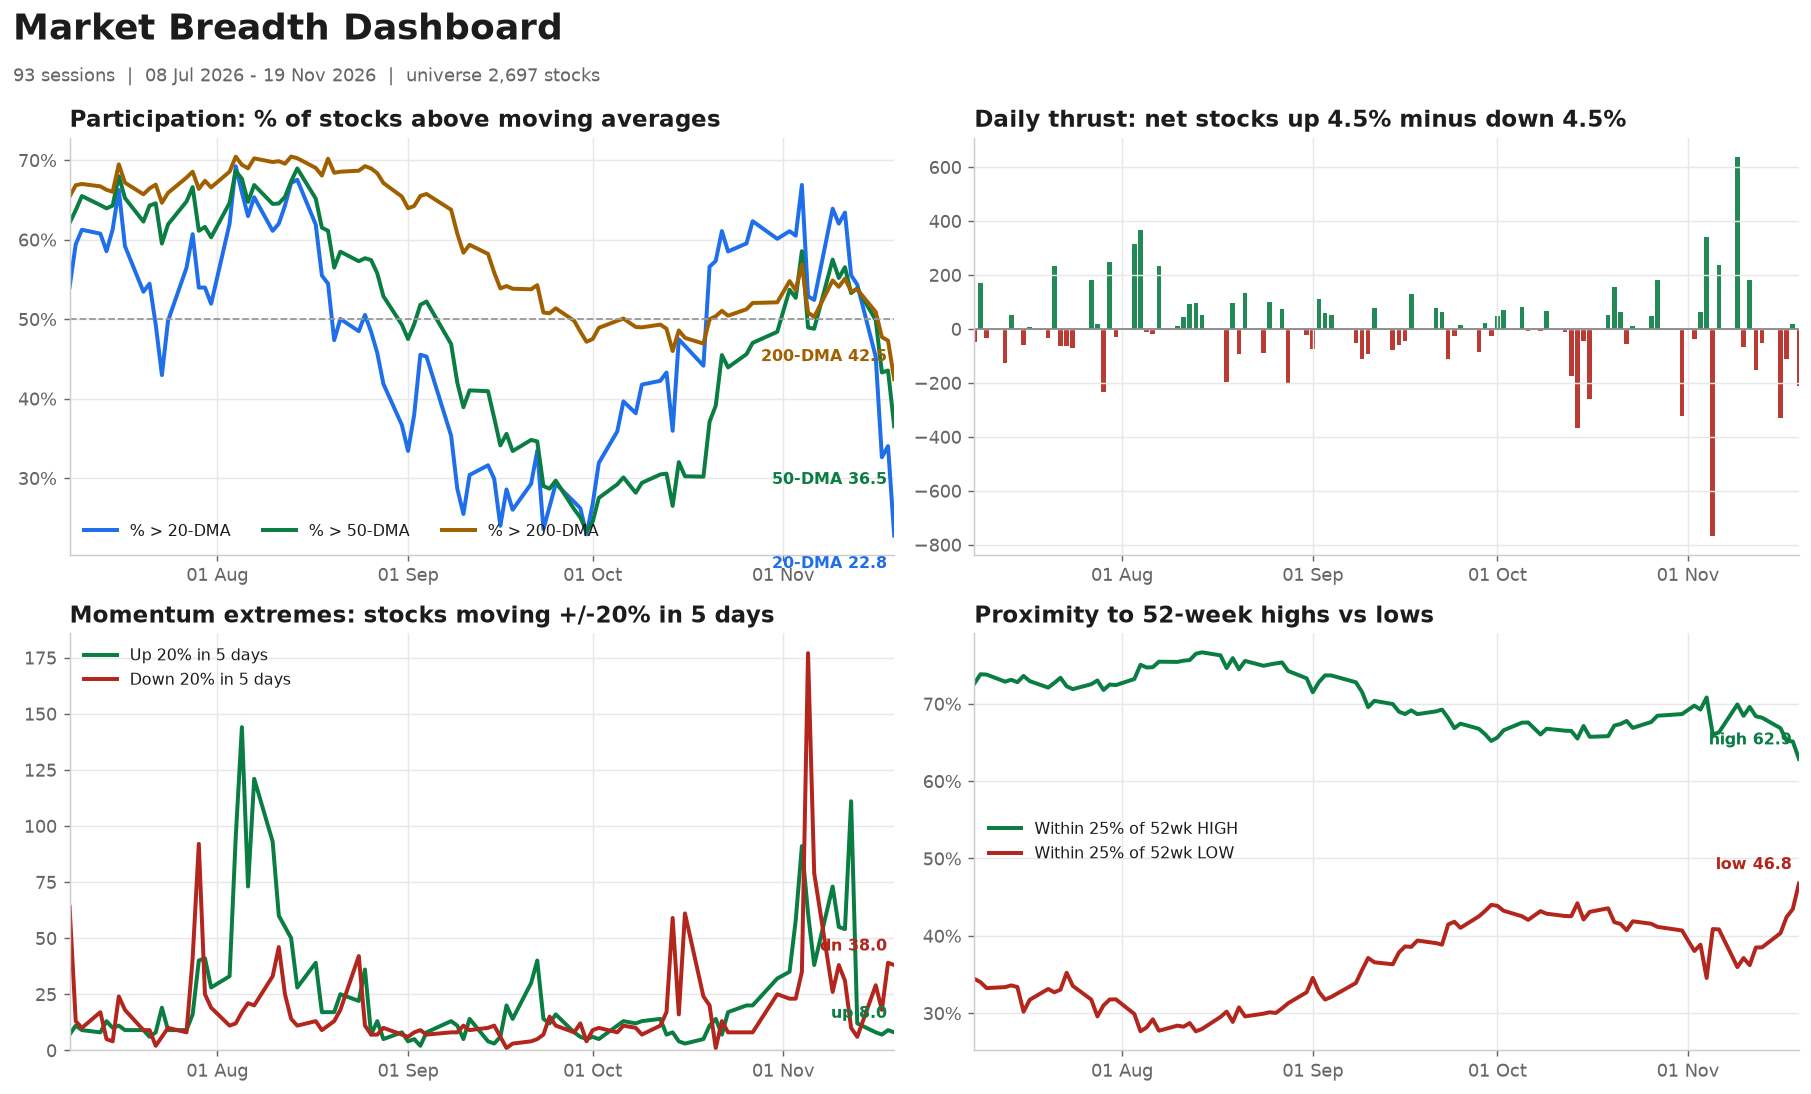 Market Breadth Dashboard
93 sessions | 08 Jul 2026 - 19 Nov 2026 | universe 2,697 stocks
Participation: % of stocks above moving averages
70%
60%
50%
40%
30%
200-DMA 42.5
50-DMA 36.5
20-DMA 22.8
% > 20-DMA
% > 50-DMA
% > 200-DMA
01 Aug
01 Sep
01 Oct
01 Nov
Daily thrust: net stocks up 4.5% minus down 4.5%
600
400
200
0
−200
−400
−600
−800
01 Aug
01 Sep
01 Oct
01 Nov
Momentum extremes: stocks moving +/-20% in 5 days
Up 20% in 5 days
Down 20% in 5 days
175
150
125
100
75
50
25
0
dn 38.0
up 8.0
01 Aug
01 Sep
01 Oct
01 Nov
Proximity to 52-week highs vs lows
70%
60%
50%
40%
30%
high 62.9
Within 25% of 52wk HIGH
Within 25% of 52wk LOW
low 46.8
01 Aug
01 Sep
01 Oct
01 Nov